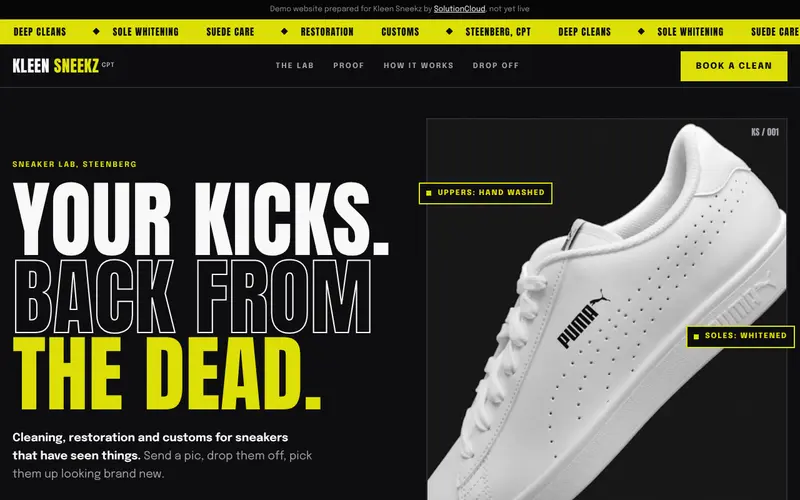 Demo website prepared for Kleen Sneekz by SolutionCloud, not yet live
DEEP CLEANS ◆ SOLE WHITENING SUEDE CARE ◆ RESTORATION CUSTOMS ◆ STEENBERG, CPT DEEP CLEANS ◆ SOLE WHITENING SUEDE CARE
KLEEN SNEEKZ CPT
THE LAB PROOF HOW IT WORKS DROP OFF
BOOK A CLEAN
KS / 001
SNEAKER LAB, STEENBERG
YOUR KICKS.
BACK FROM
THE DEAD.
Cleaning, restoration and customs for sneakers
that have seen things. Send a pic, drop them off, pick
them up looking brand new.
UPPERS: HAND WASHED
PUMA
SOLES: WHITENED